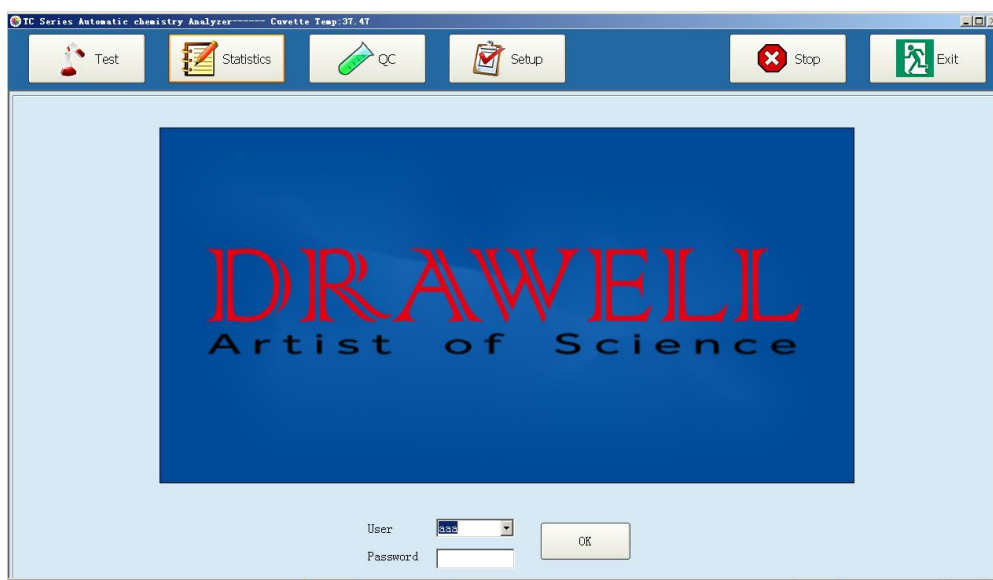 TC Series Automatic chemistry Analyzer------ Cuvette Temp:37.47
Test Statistics QC Setup Stop Exit
DRAWELL
Artist of Science
User aaa OK
Password